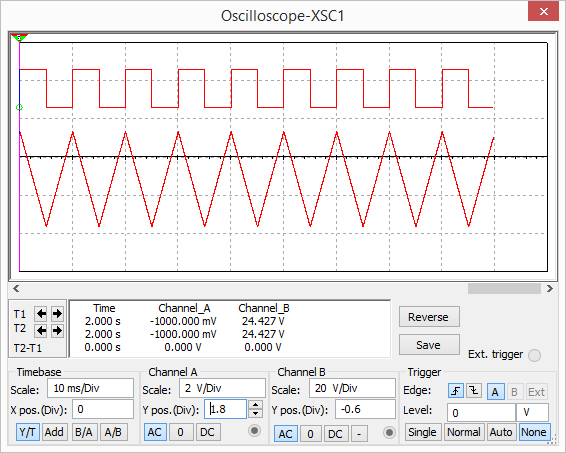 Oscilloscope-XSC1
T1
T2
T2-T1
Time Channel_A Channel_B
2.000 s -1000.000 mV 24.427 V
2.000 s -1000.000 mV 24.427 V
0.000 s 0.000 V 0.000 V
Reverse
Save
Ext. trigger
Timebase
Scale: 10 ms/Div
X pos.(Div): 0
Y/T Add B/A A/B
Channel A
Scale: 2 V/Div
Y pos.(Div): 1.8
AC 0 DC
Channel B
Scale: 20 V/Div
Y pos.(Div): -0.6
AC 0 DC -
Trigger
Edge: A B Ext
Level: 0 V
Single Normal Auto None